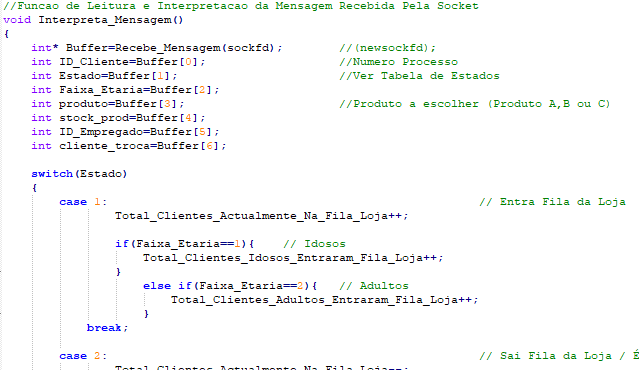 //Funcao de Leitura e Interpretacao da Mensagem Recebida Pela Socket
void Interpreta_Mensagem()
{
int* Buffer=Recebe_Mensagem(sockfd); //(newsockfd);
int ID_Cliente=Buffer[0]; //Numero Processo
int Estado=Buffer[1]; //Ver Tabela de Estados
int Faixa_Etaria=Buffer[2];
int produto=Buffer[3]; //Produto a escolher (Produto A,B ou C)
int stock_prod=Buffer[4];
int ID_Empregado=Buffer[5];
int cliente_troca=Buffer[6];
switch(Estado)
{
case 1: // Entra Fila da Loja
Total_Clientes_Actualmente_Na_Fila_Loja++;
if(Faixa_Etaria==1){ // Idosos
Total_Clientes_Idosos_Entraram_Fila_Loja++;
}
else if(Faixa_Etaria==2){ // Adultos
Total_Clientes_Adultos_Entraram_Fila_Loja++;
}
break;
case 2: // Sai Fila da Loja / É
Total_Clientes_Actualmente_Na_Fila_Loja--;